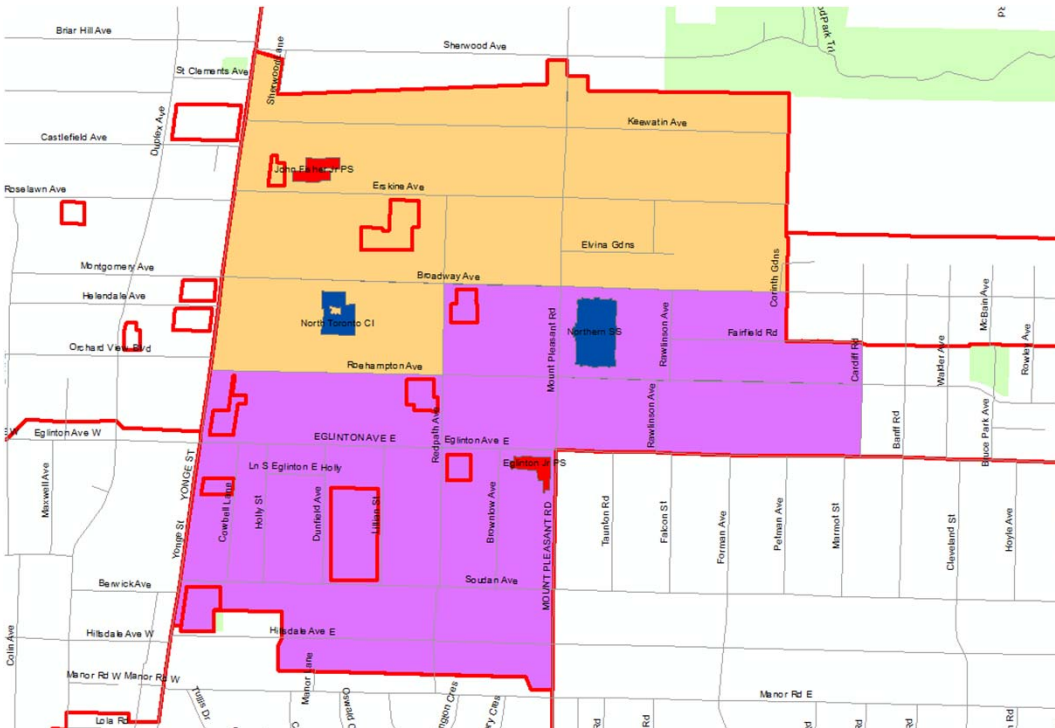 Briar Hill Ave
Sherwood Ave
St Clements Ave
Sherwood Lane
Keewatin Ave
Castlefield Ave
Duplex Ave
John Fisher Jr PS
Erskine Ave
Roselawn Ave
Elvina Gdns
Montgomery Ave
Broadway Ave
Corinth Gdns
Helendale Ave
North Toronto CI
Northern SS
Mount Pleasant Rd
Rawlinson Ave
Fairfield Rd
McBain Ave
Orchard View Blvd
Roehampton Ave
Cardiff Rd
Walder Ave
Rowley Ave
Rawlinson Ave
Redpath Ave
Banff Rd
Bruce Park Ave
Eglinton Ave W
EGLINTON AVE E
Eglinton Ave E
Eglinton Jr PS
Ln S Eglinton E Holly
YONGE ST
Maxwell Ave
Yonge St
Cowbell Lane
Holly St
Dunfield Ave
Lillian St
Brownlow Ave
MOUNT PLEASANT RD
Taunton Rd
Falcon St
Forman Ave
Petman Ave
Marmot St
Cleveland St
Hoyle Ave
Berwick Ave
Soudan Ave
Colin Ave
Hillsdale Ave W
Hillsdale Ave E
Manor Rd W
Manor Rd W
Manor Lane
Manor Rd E
Tullis Dr
Lola Rd